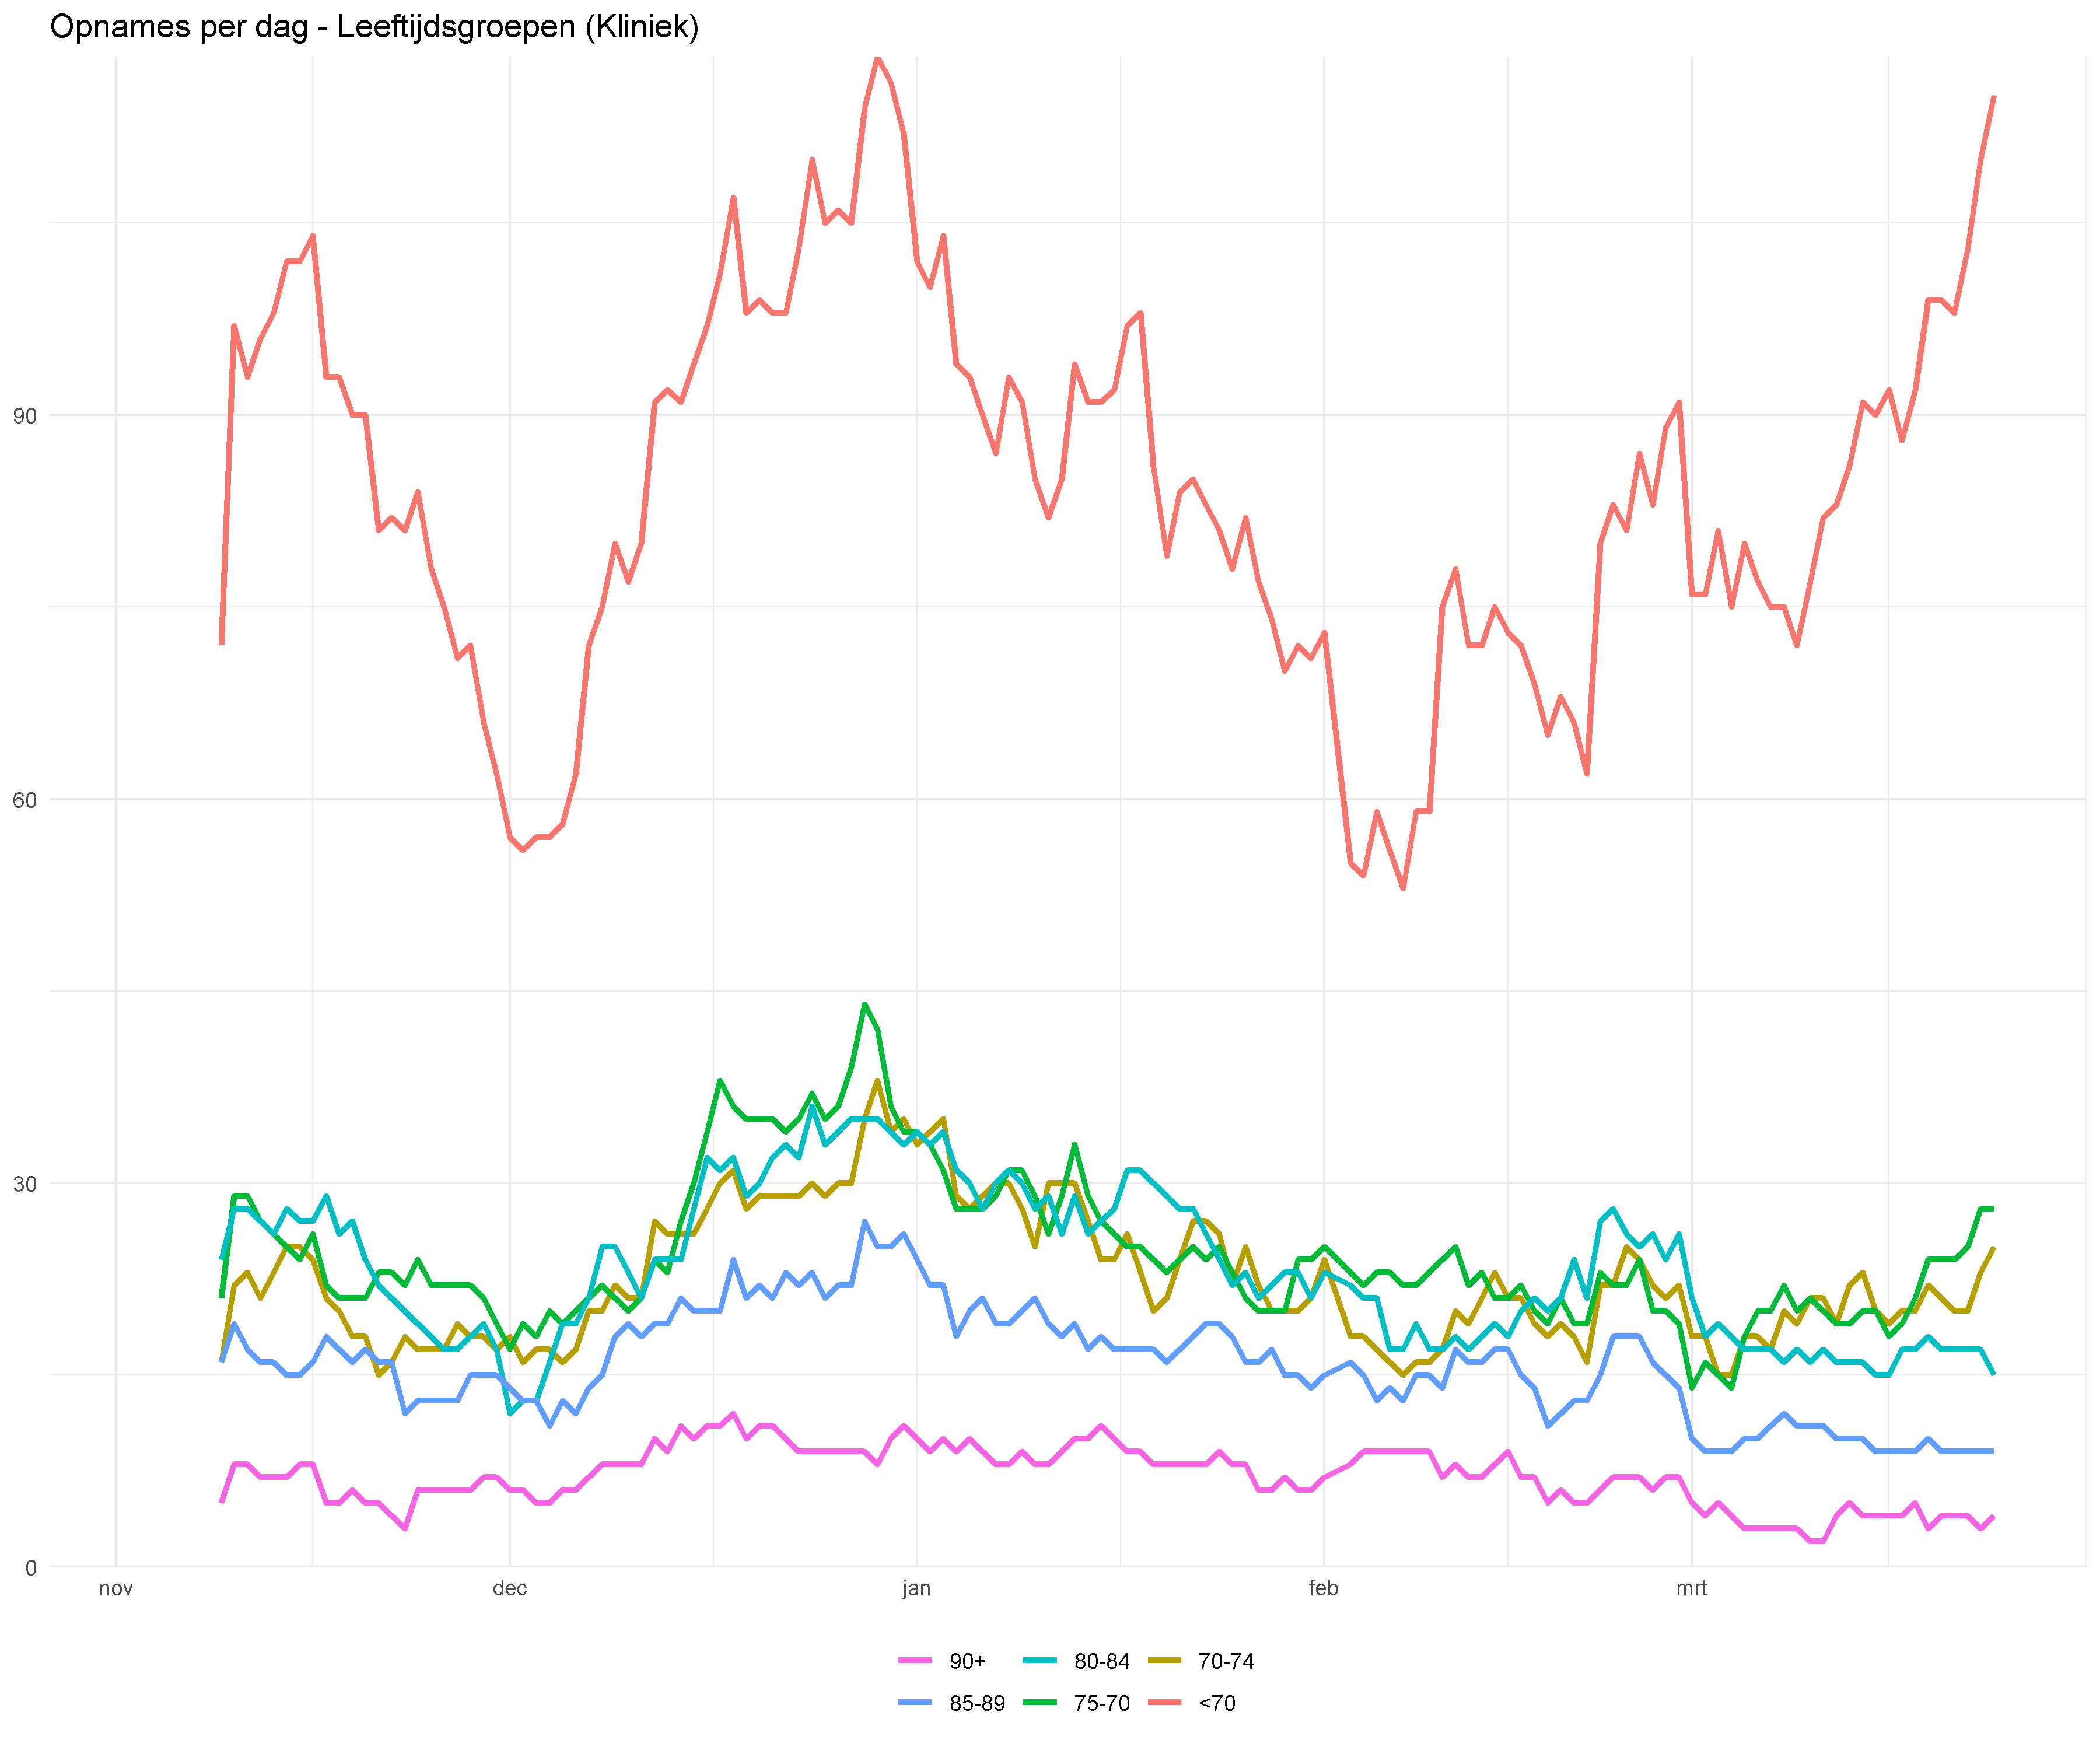 Opnames per dag - Leeftijdsgroepen (Kliniek)
90
60
30
0
nov dec jan feb mrt
90+ 80-84 70-74
85-89 75-70 <70